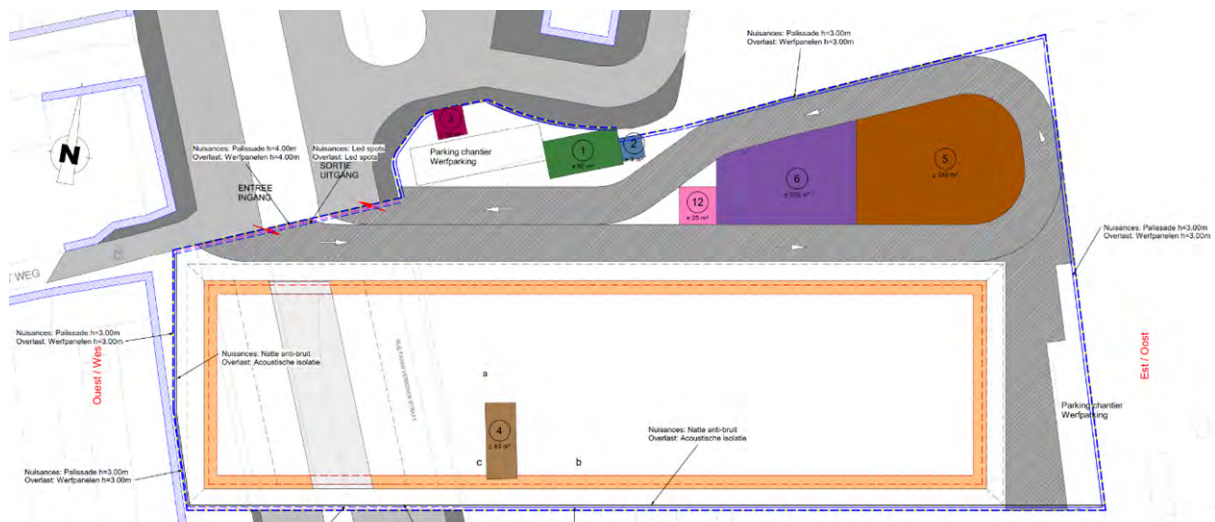 Nuisances: Palissade h=3.00m
Overlast: Werfpanelen h=3.00m
N
Nuisances: Palissade h=4.00m
Overlast: Werfpanelen h=4.00m
Nuisances: Led spots
Overlast: Led spots
SORTIE
UITGANG
ENTREE
INGANG
3
Parking chantier
Werfparking
1
2
6
5
12
± 25 m²
Nuisances: Palissade h=3.00m
Overlast: Werfpanelen h=3.00m
WEG
Nuisances: Palissade h=3.00m
Overlast: Werfpanelen h=3.00m
Ouest / Wes
Nuisances: Natte anti-bruit
Overlast: Acoustische isolatie
Est / Oost
a
4
c
b
Nuisances: Natte anti-bruit
Overlast: Acoustische isolatie
Parking chantier
Werfparking
Nuisances: Palissade h=3.00m
Overlast: Werfpanelen h=3.00m